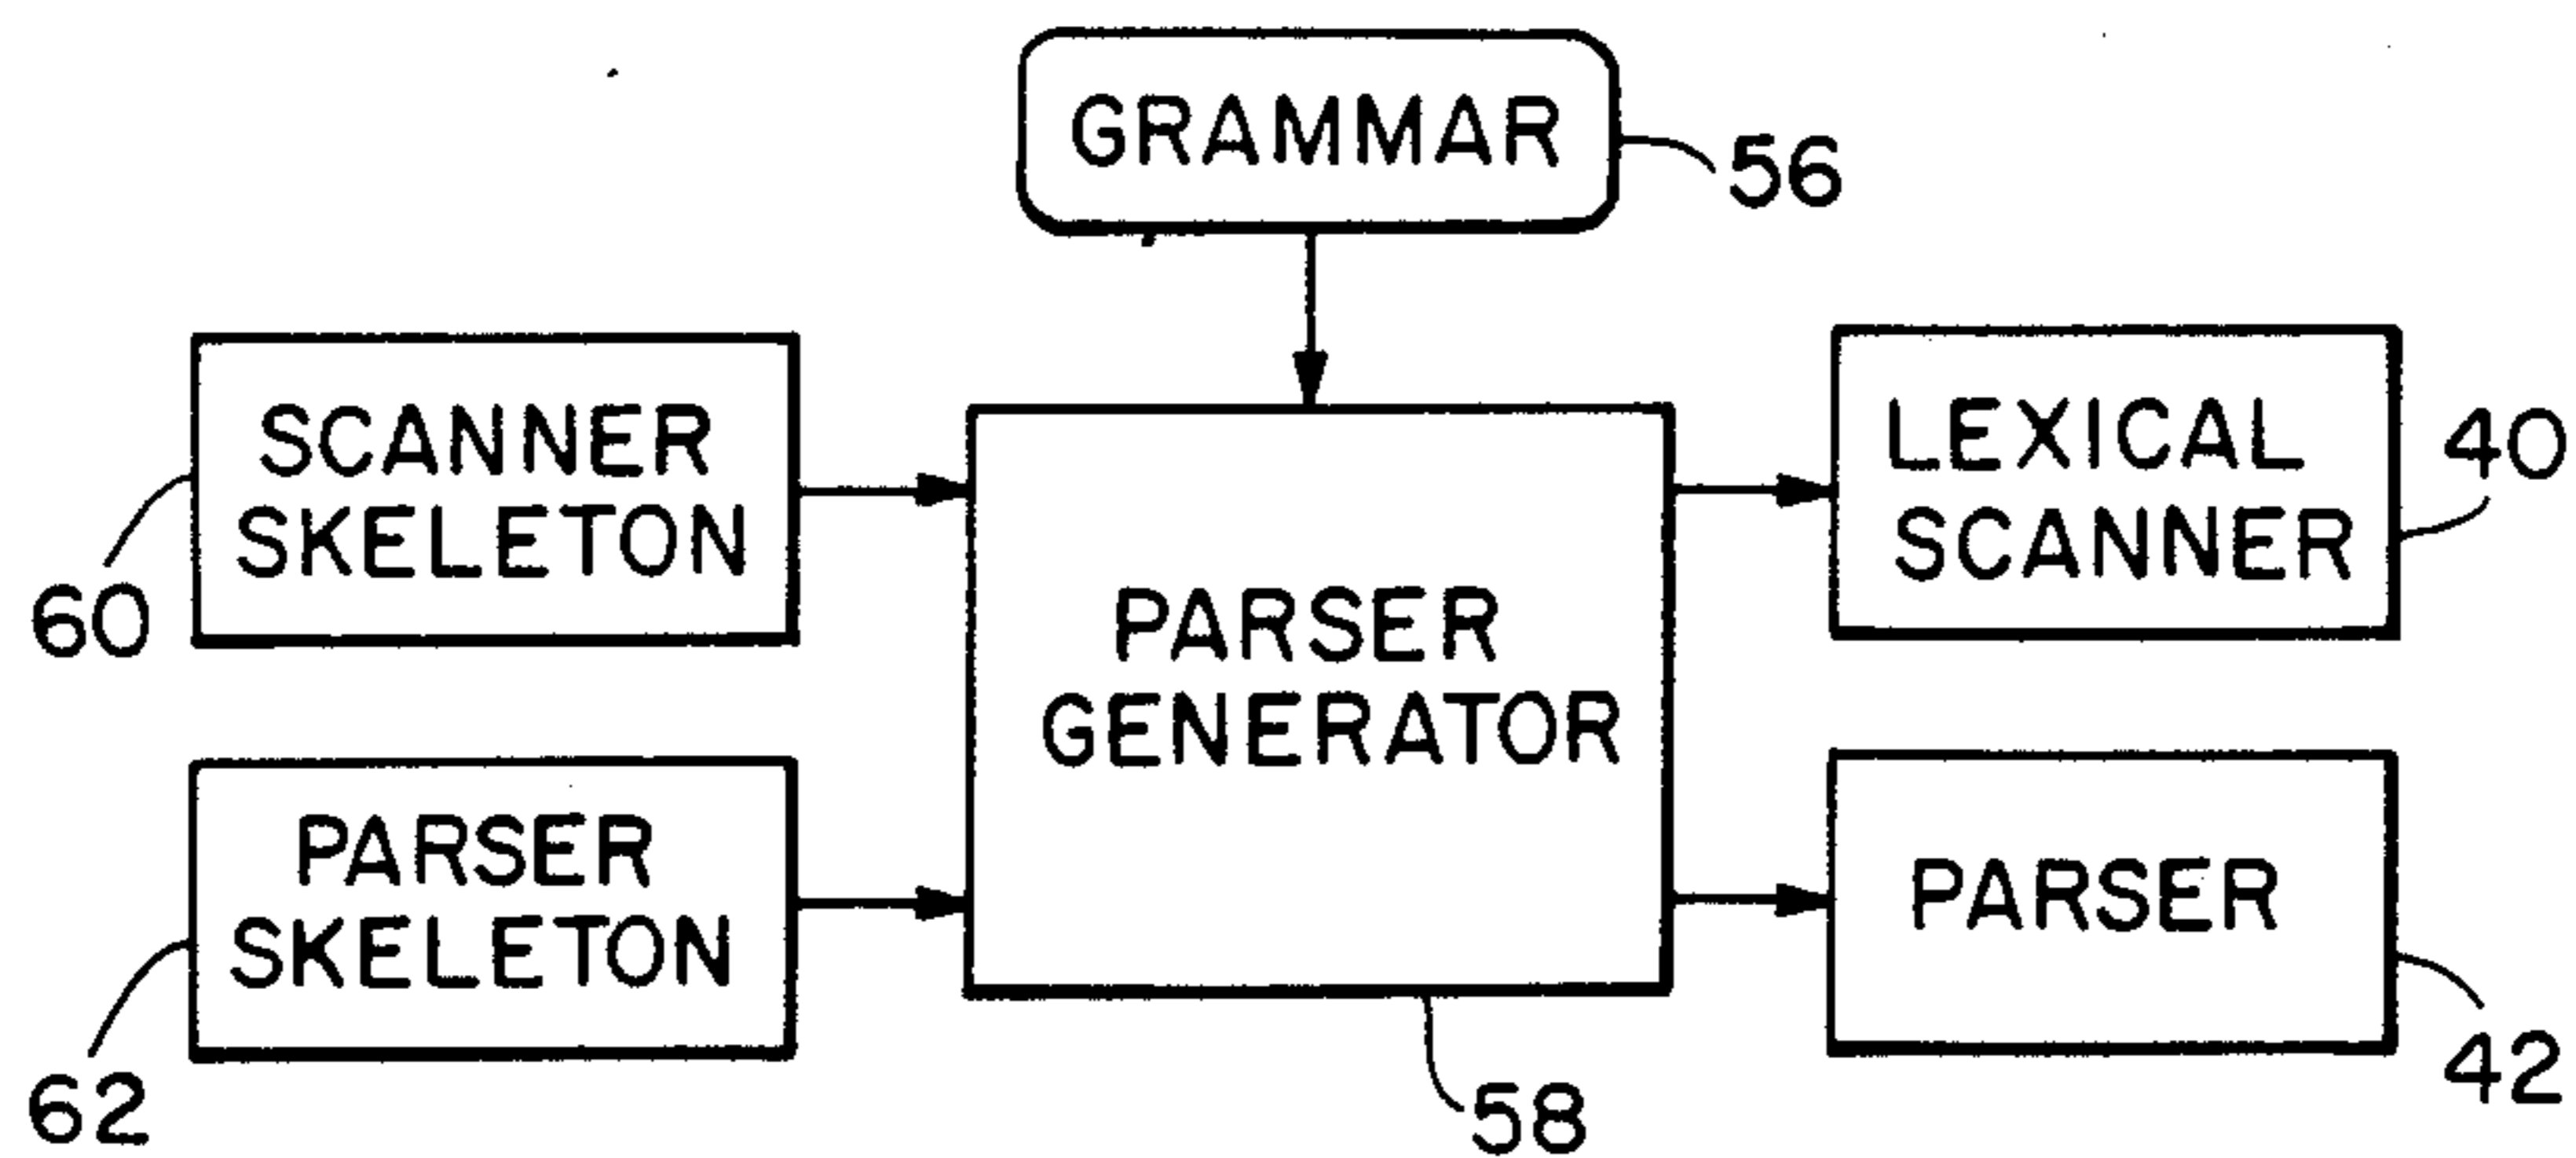 GRAMMAR
56
SCANNER
SKELETON
60
LEXICAL
SCANNER
40
PARSER
GENERATOR
58
PARSER
SKELETON
62
PARSER
42